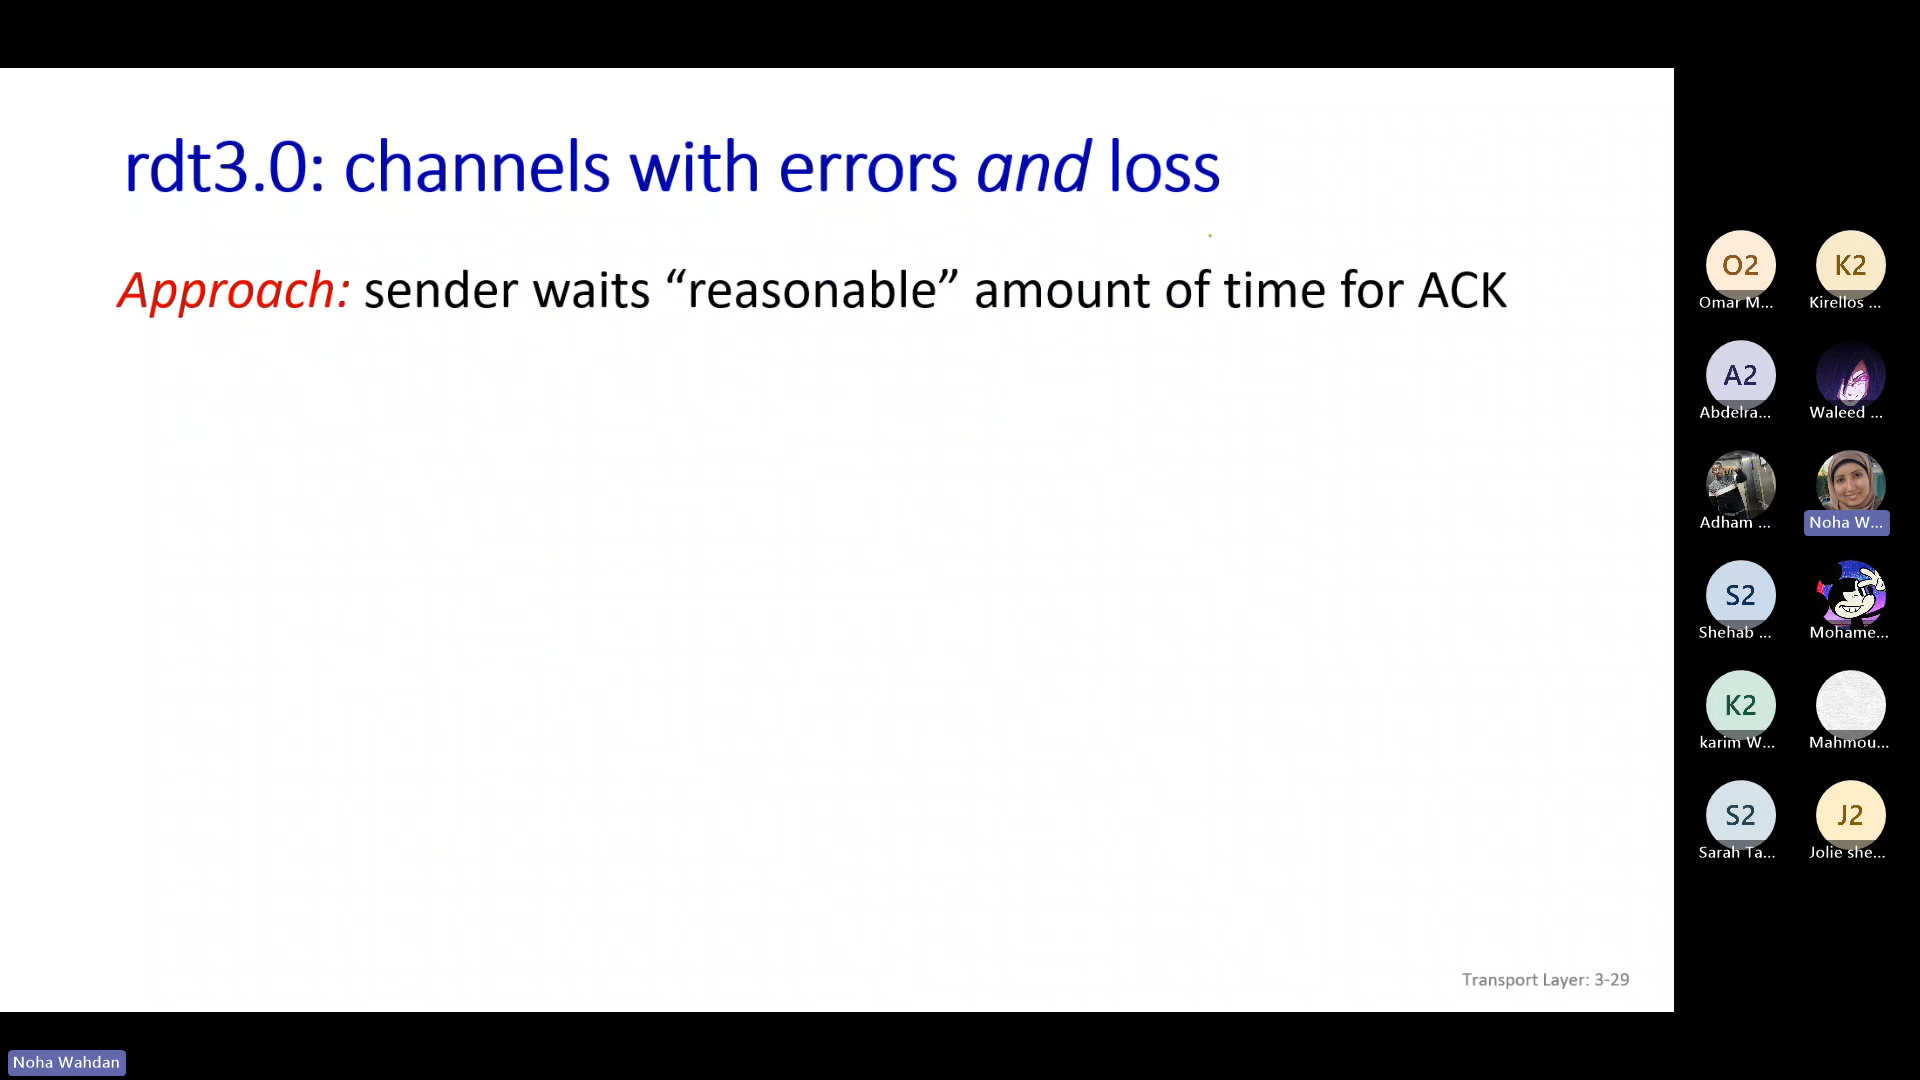 rdt3.0: channels with errors and loss
Approach: sender waits “reasonable” amount of time for ACK
Transport Layer: 3-29
O2
Omar M...
K2
Kirellos ...
A2
Abdelra...
Waleed ...
Adham ...
Noha W...
S2
Shehab ...
Mohame...
K2
karim W...
Mahmou...
S2
Sarah Ta...
J2
Jolie she...
Noha Wahdan